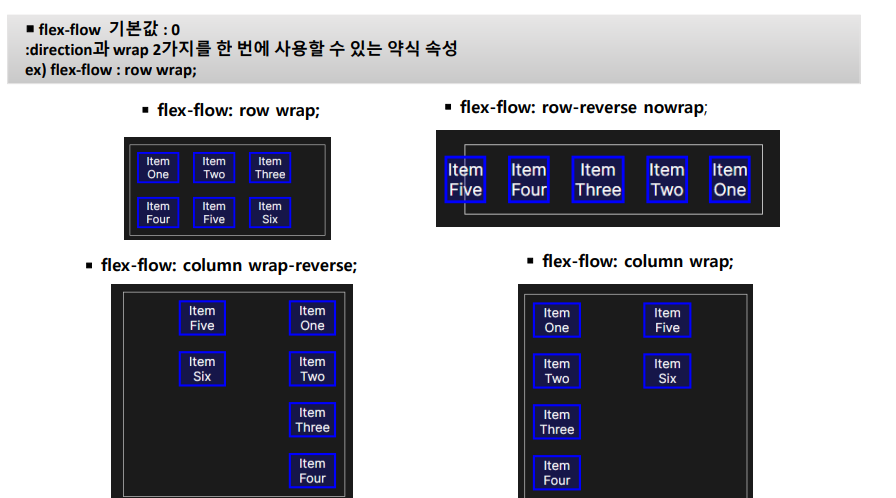 ▪ flex-flow 기본값 : 0
:direction과 wrap 2가지를 한 번에 사용할 수 있는 약식 속성
ex) flex-flow : row wrap;
▪ flex-flow: row wrap;
Item One
Item Two
Item Three
Item Four
Item Five
Item Six
▪ flex-flow: row-reverse nowrap;
Item Five
Item Four
Item Three
Item Two
Item One
▪ flex-flow: column wrap-reverse;
Item Five
Item One
Item Six
Item Two
Item Three
Item Four
▪ flex-flow: column wrap;
Item One
Item Five
Item Two
Item Six
Item Three
Item Four